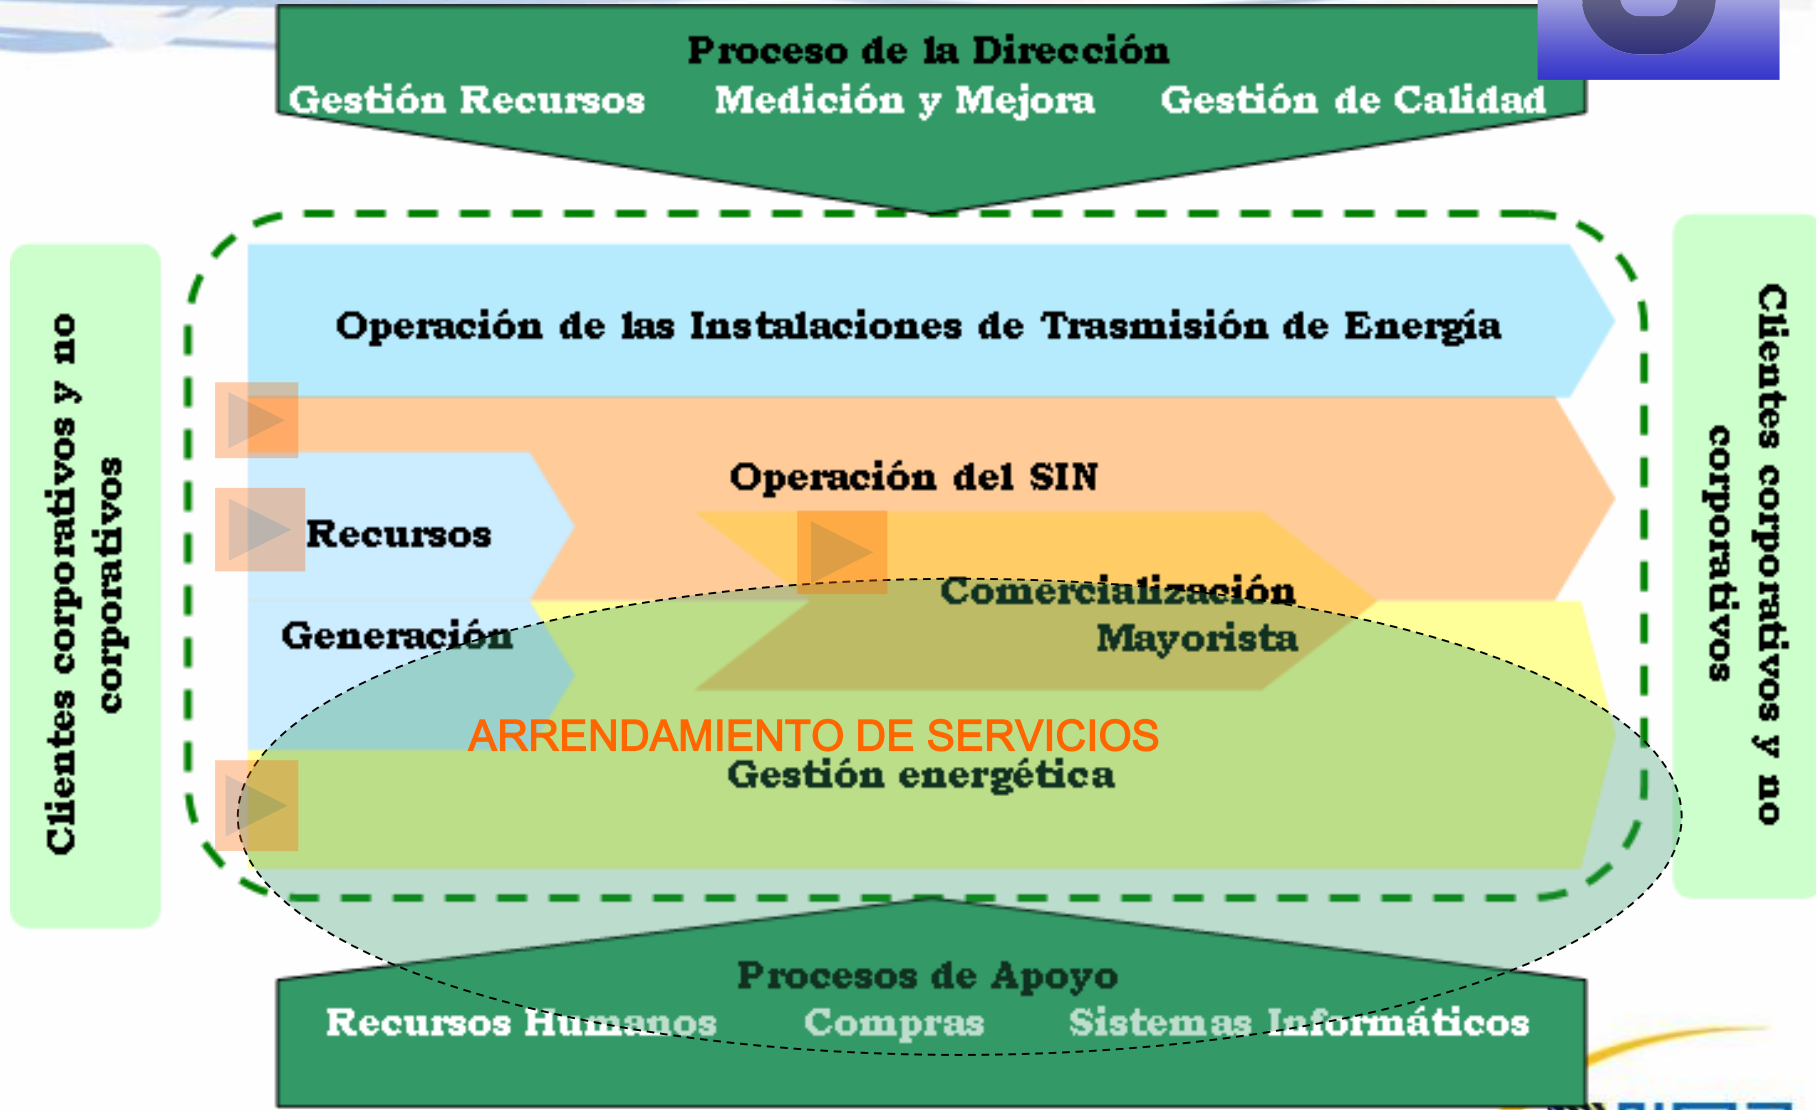 Proceso de la Dirección
Gestión Recursos Medición y Mejora Gestión de Calidad
Clientes corporativos y no
corporativos
Operación de las Instalaciones de Trasmisión de Energía
Operación del SIN
Recursos
Generación
Comercialización
Mayorista
ARRENDAMIENTO DE SERVICIOS
Gestión energética
Clientes corporativos y no
corporativos
Procesos de Apoyo
Recursos Humanos Compras Sistemas Informáticos